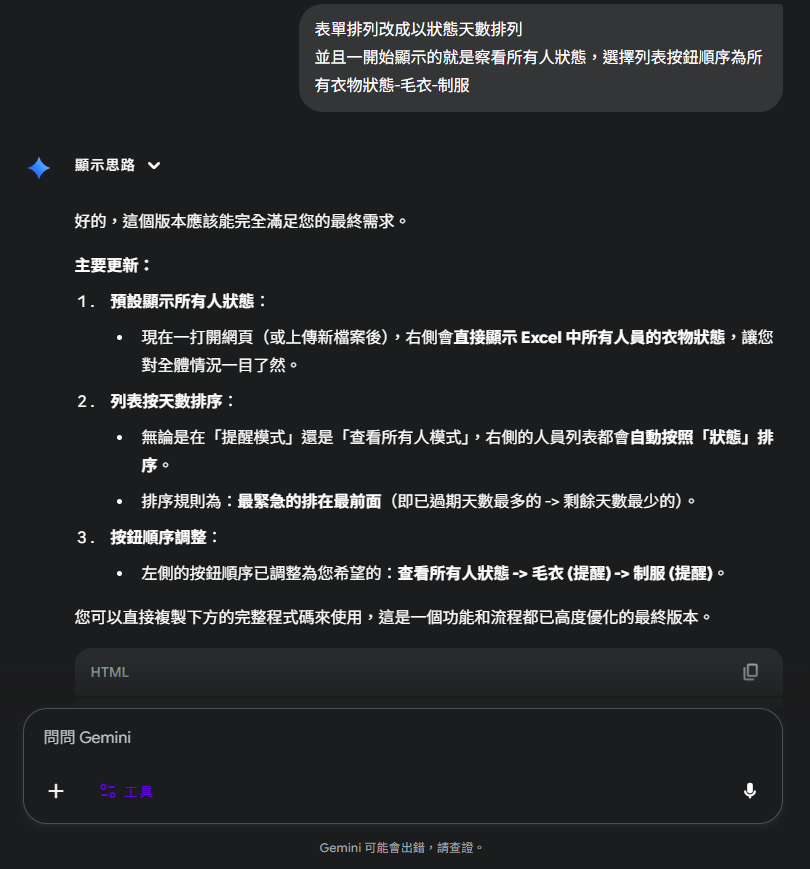 表單排列改成以狀態天數排列
並且一開始顯示的就是察看所有人狀態，選擇列表按鈕順序為所
有衣物狀態-毛衣-制服
顯示思路
好的，這個版本應該能完全滿足您的最終需求。
主要更新：
1. 預設顯示所有人狀態：
• 現在一打開網頁（或上傳新檔案後），右側會直接顯示 Excel 中所有人員的衣物狀態，讓您
對全體情況一目了然。
2. 列表按天數排序：
• 無論是在「提醒模式」還是「查看所有人模式」，右側的人員列表都會自動按照「狀態」排
序。
• 排序規則為：最緊急的排在最前面（即已過期天數最多的 -> 剩餘天數最少的）。
3. 按鈕順序調整：
• 左側的按鈕順序已調整為您希望的：查看所有人狀態 -> 毛衣 (提醒) -> 制服 (提醒)。
您可以直接複製下方的完整程式碼來使用，這是一個功能和流程都已高度優化的最終版本。
HTML
問問 Gemini
工具
Gemini 可能會出錯，請查證。